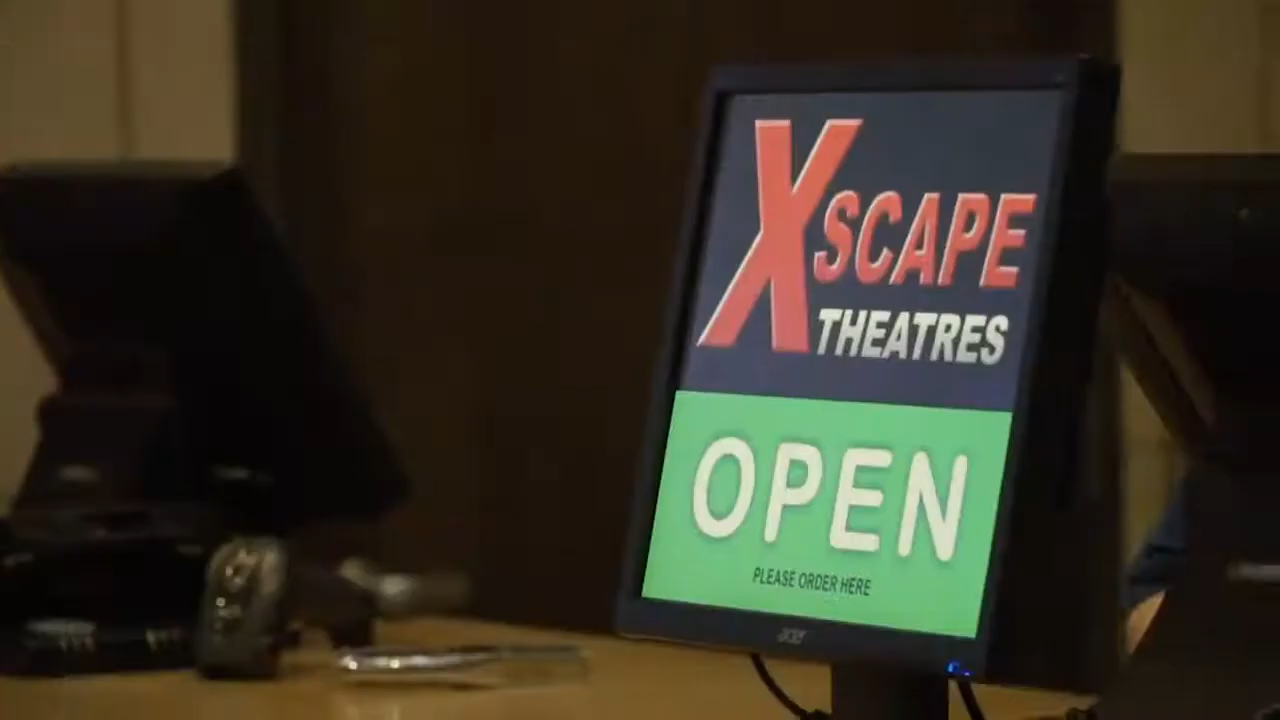 XSCAPE
THEATRES
OPEN
PLEASE ORDER HERE
acer